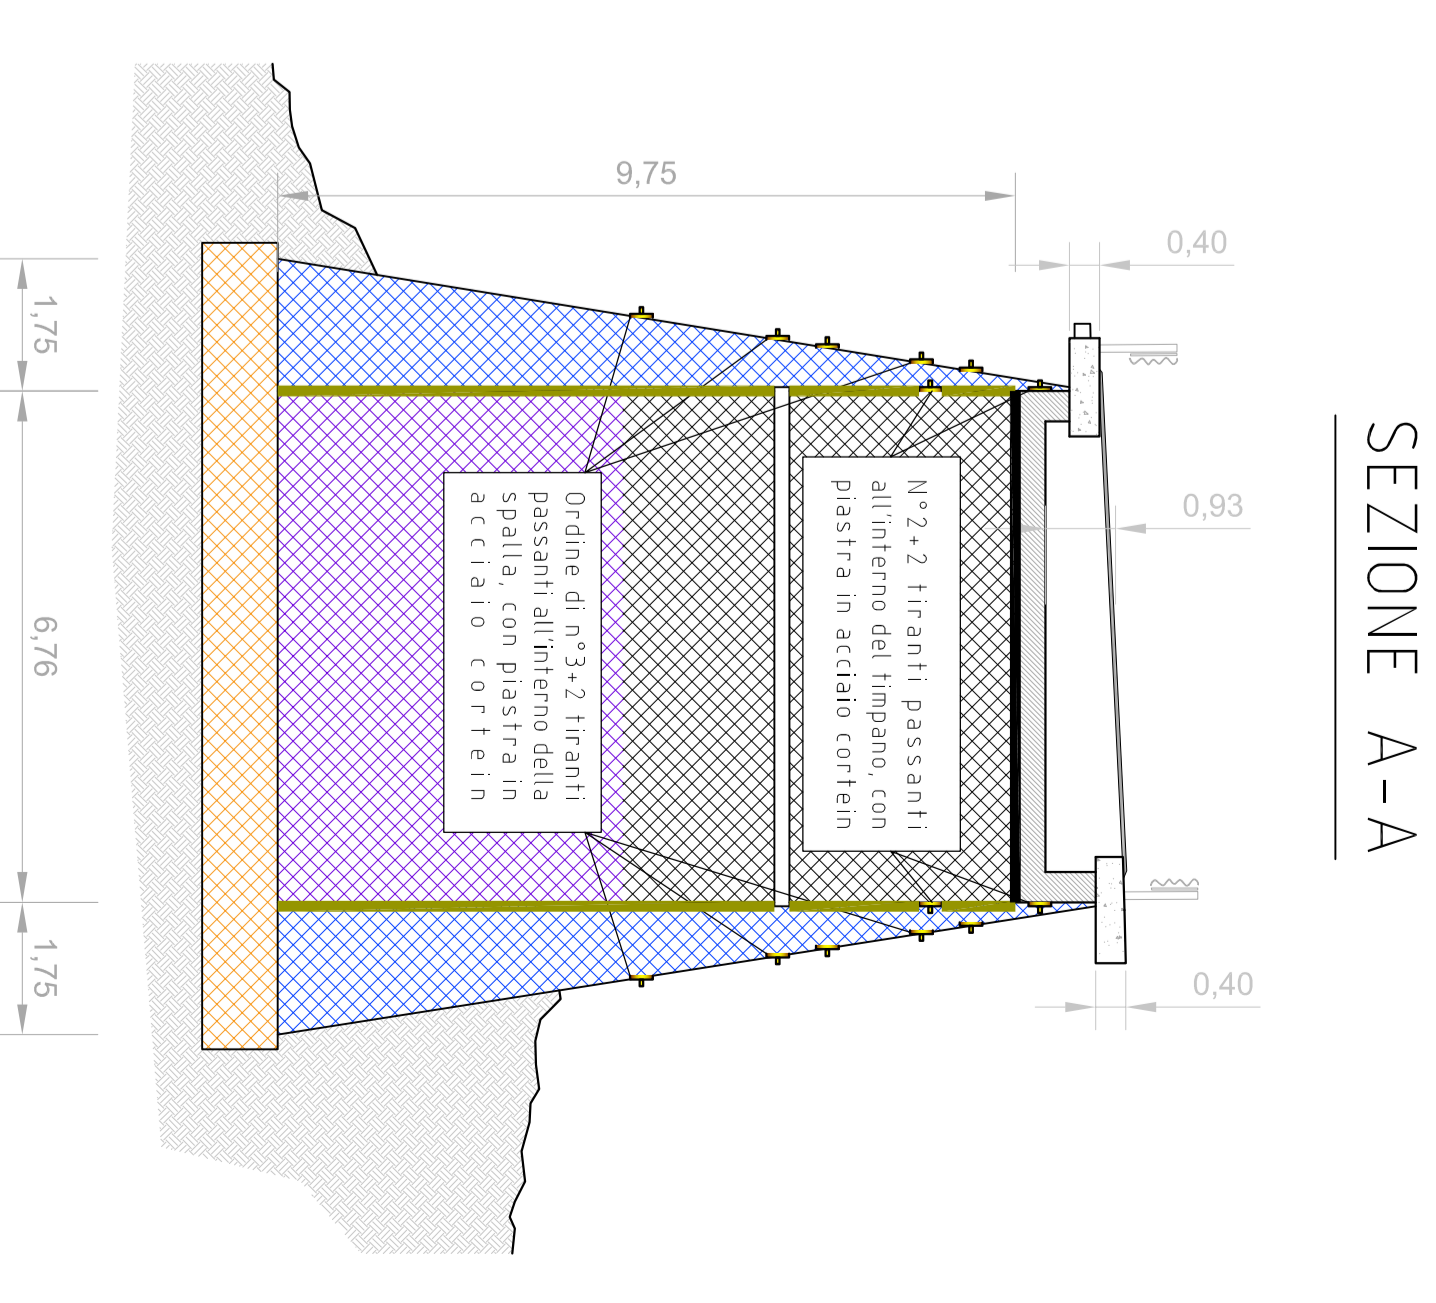 SEZIONE A-A
0,40
0,93
0,40
9,75
N°2+2 tiranti passanti
all'interno del timpano, con
piastra in acciaio cortein
Ordine di n°3+2 tiranti
passanti all'interno della
spalla, con piastra in
acciaio cortein
1,75
6,76
1,75